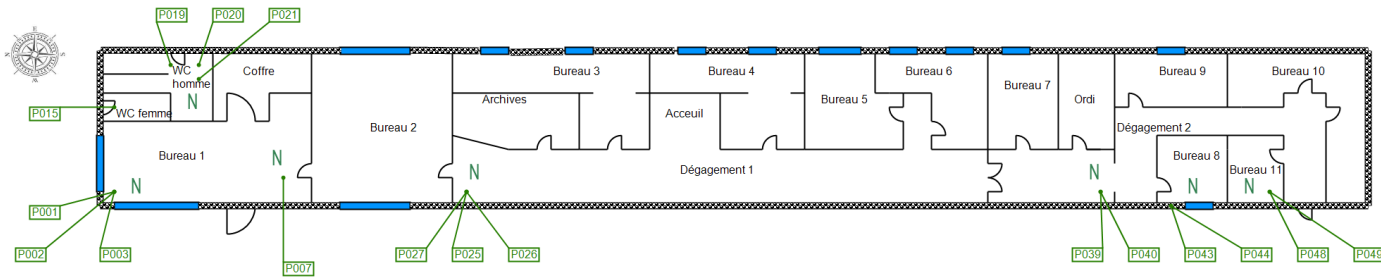 P019
P020
P021
E
N
S
W
WC
homme
Coffre
Bureau 3
Bureau 4
Bureau 6
Bureau 7
Bureau 9
Bureau 10
N
Archives
Ordi
P015
WC femme
Acceuil
Bureau 5
Bureau 2
Dégagement 2
Bureau 1
N
Bureau 8
Dégagement 1
Bureau 11
N
N
N
N
N
P001
P002
P003
P007
P027
P025
P026
P039
P040
P043
P044
P048
P049